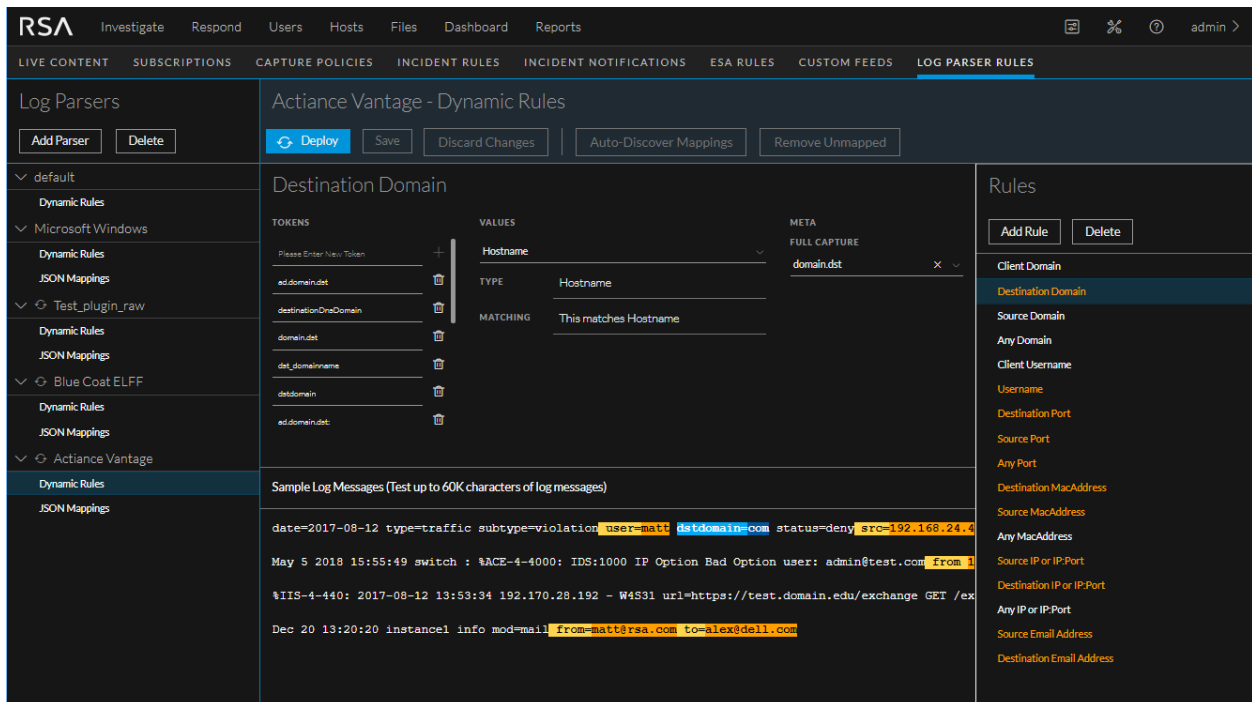 RSA Investigate Respond Users Hosts Files Dashboard Reports admin
LIVE CONTENT SUBSCRIPTIONS CAPTURE POLICIES INCIDENT RULES INCIDENT NOTIFICATIONS ESA RULES CUSTOM FEEDS LOG PARSER RULES
Log Parsers
Add Parser Delete
default
Dynamic Rules
Microsoft Windows
Dynamic Rules
JSON Mappings
Test_plugin_raw
Dynamic Rules
JSON Mappings
Blue Coat ELFF
Dynamic Rules
JSON Mappings
Actiance Vantage
Dynamic Rules
JSON Mappings
Actiance Vantage - Dynamic Rules
Deploy Save Discard Changes Auto-Discover Mappings Remove Unmapped
Destination Domain
TOKENS
Please Enter New Token
ad.domain.dst
destinationDnsDomain
domain.dst
dst_domainname
dstdomain
ad.domain.dst:
VALUES
Hostname
TYPE Hostname
MATCHING This matches Hostname
META
FULL CAPTURE
domain.dst
Sample Log Messages (Test up to 60K characters of log messages)
date=2017-08-12 type=traffic subtype=violation user=matt dstdomain=com status=deny src=192.168.24.4
May 5 2018 15:55:49 switch : %ACE-4-4000: IDS:1000 IP Option Bad Option user: admin@test.com from 1
%IIS-4-440: 2017-08-12 13:53:34 192.170.28.192 - W4S31 url=https://test.domain.edu/exchange GET /ex
Dec 20 13:20:20 instance1 info mod=mail from=matt@rsa.com to=alex@dell.com
Rules
Add Rule Delete
Client Domain
Destination Domain
Source Domain
Any Domain
Client Username
Username
Destination Port
Source Port
Any Port
Destination MacAddress
Source MacAddress
Any MacAddress
Source IP or IP:Port
Destination IP or IP:Port
Any IP or IP:Port
Source Email Address
Destination Email Address